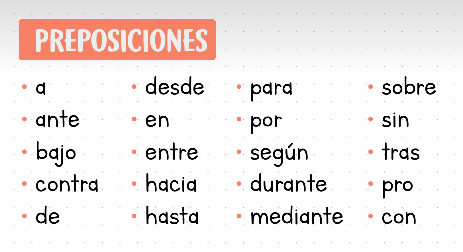 PREPOSICIONES
• a
• ante
• bajo
• contra
• de
• desde
• en
• entre
• hacia
• hasta
• para
• por
• según
• durante
• mediante
• sobre
• sin
• tras
• pro
• con